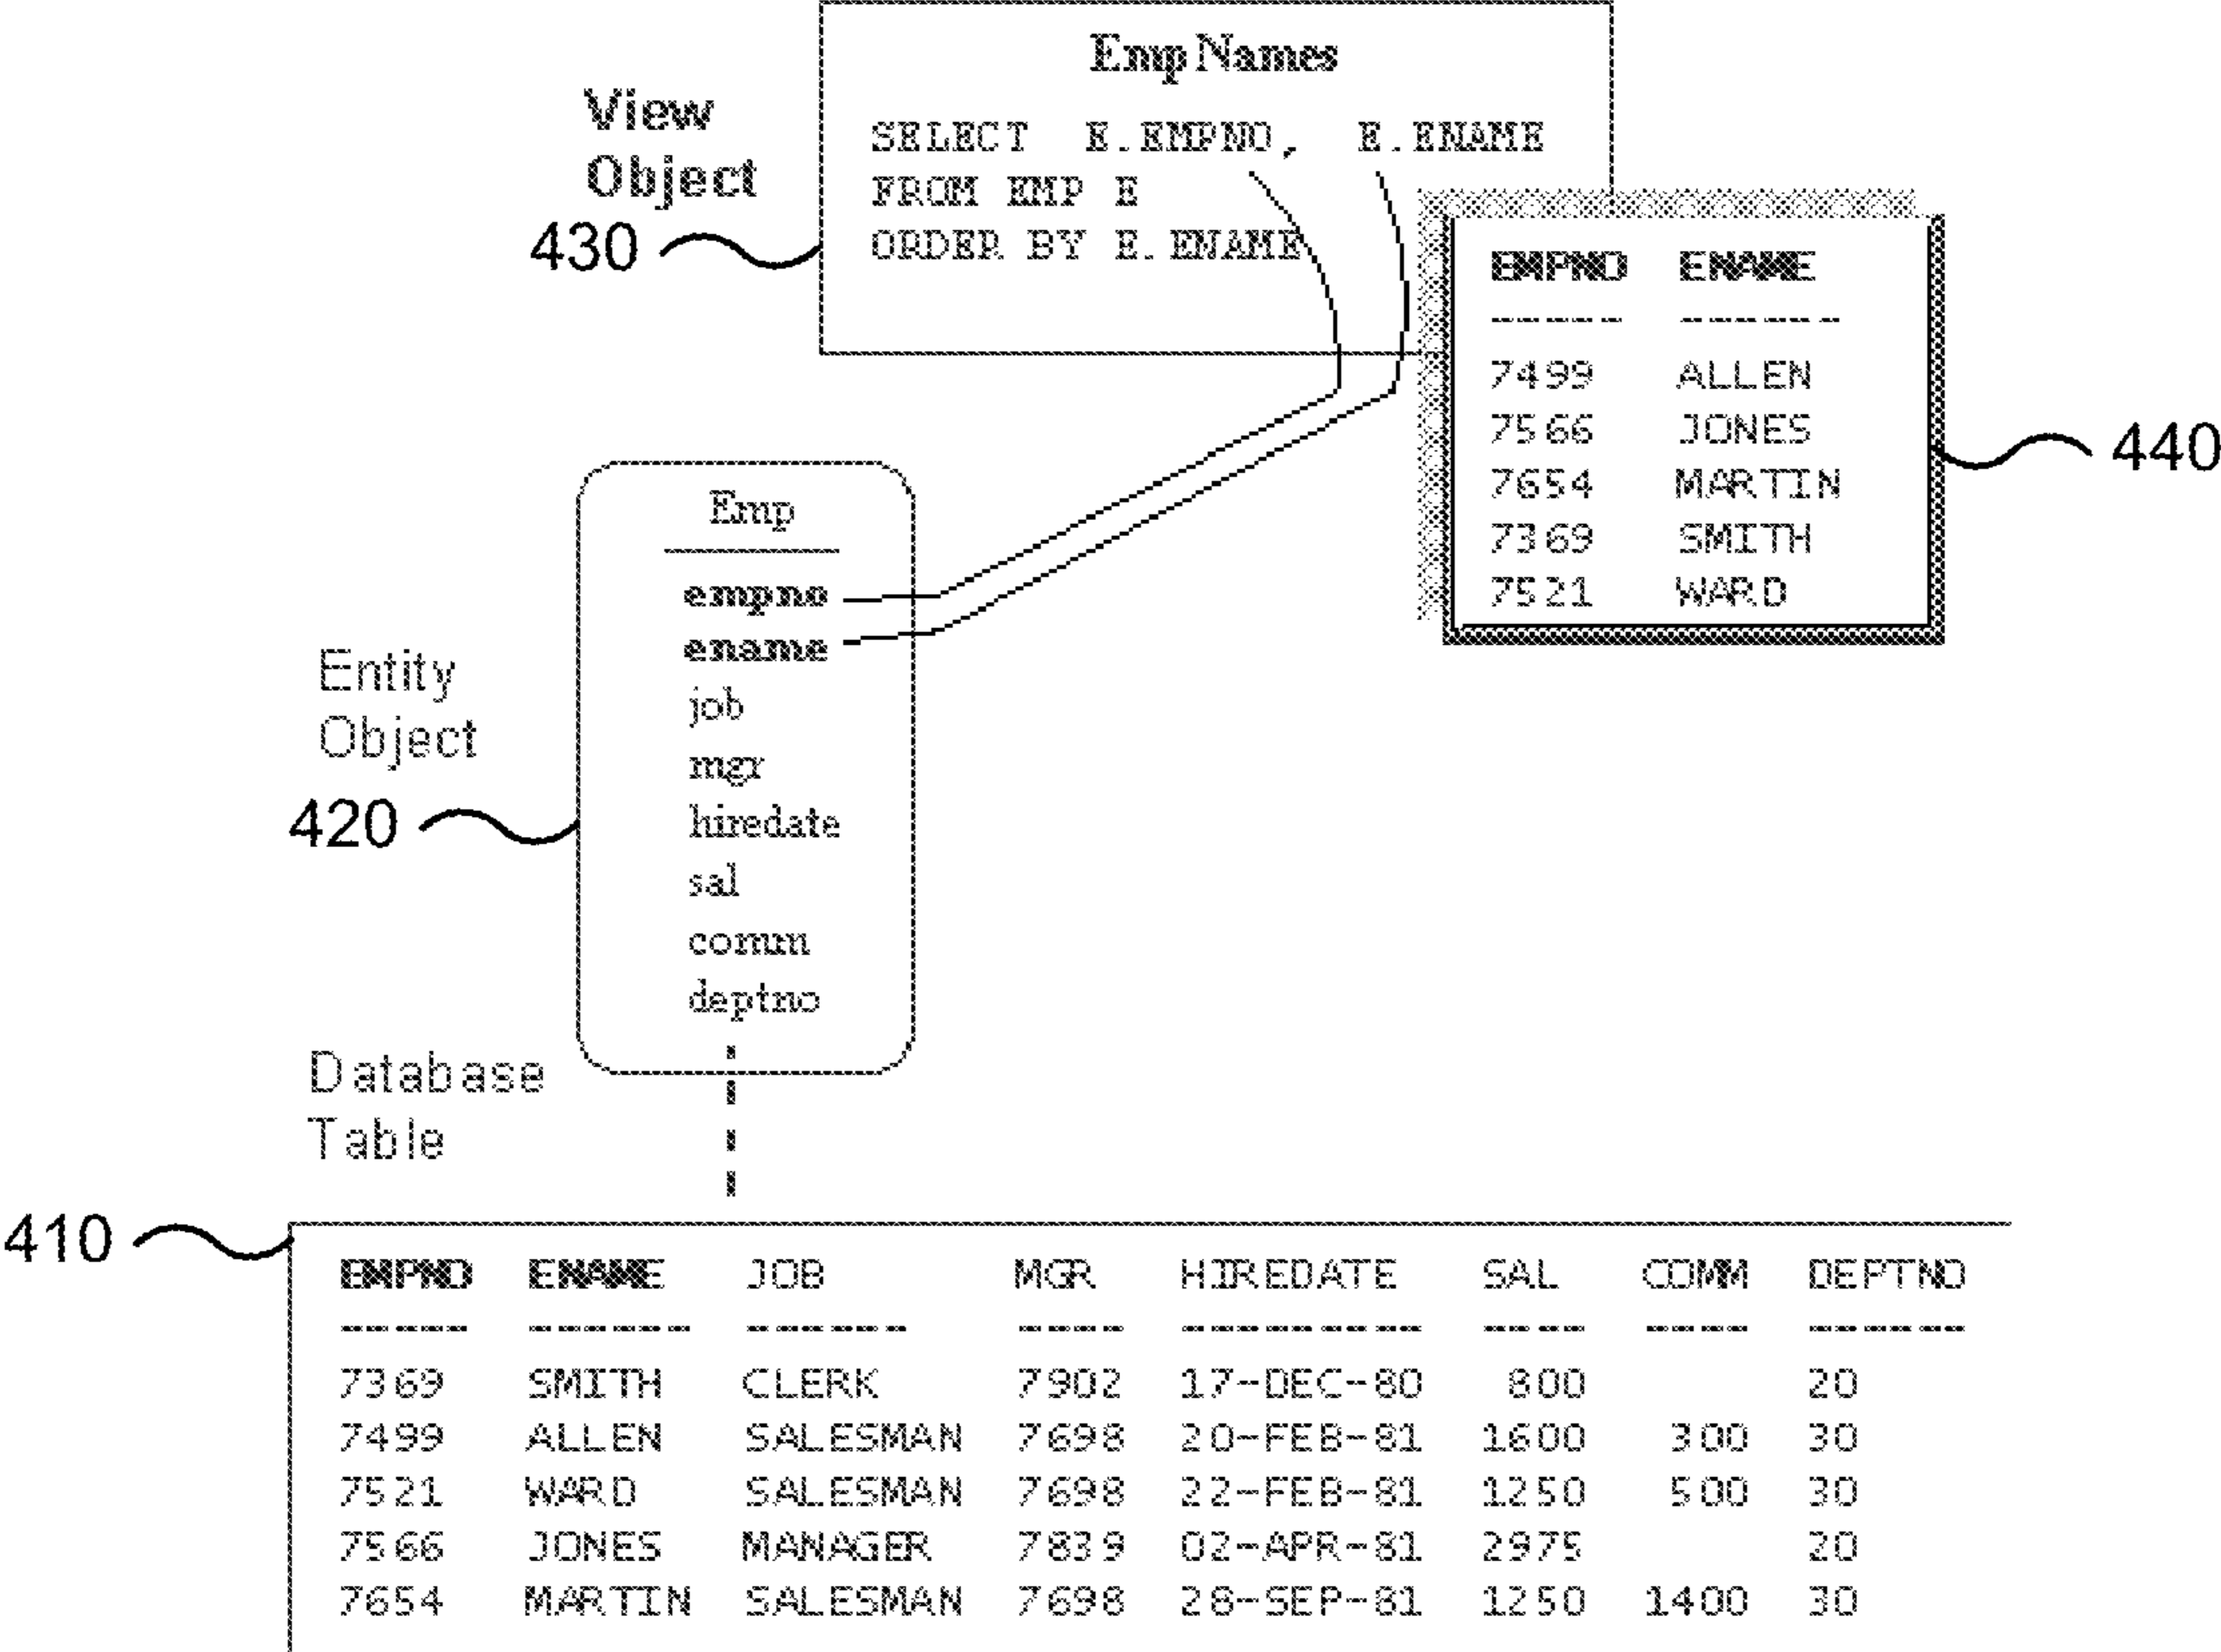 Emp Names
View
Object
430
SELECT E.EMPNO, E.ENAME
FROM EMP E
ORDER BY E.ENAME
EMPNO ENAME
----- ------
7499 ALLEN
7566 JONES
7654 MARTIN
7369 SMITH
7521 WARD
440
Emp
empno
ename
job
mgr
hiredate
sal
comm
deptno
Entity
Object
420
Database
Table
410
EMPNO ENAME JOB MGR HIREDATE SAL COMM DEPTNO
----- ------ ------ ---- --------- ---- ---- ------
7369 SMITH CLERK 7902 17-DEC-80 800 20
7499 ALLEN SALESMAN 7698 20-FEB-81 1600 300 30
7521 WARD SALESMAN 7698 22-FEB-81 1250 500 30
7566 JONES MANAGER 7839 02-APR-81 2975 20
7654 MARTIN SALESMAN 7698 28-SEP-81 1250 1400 30